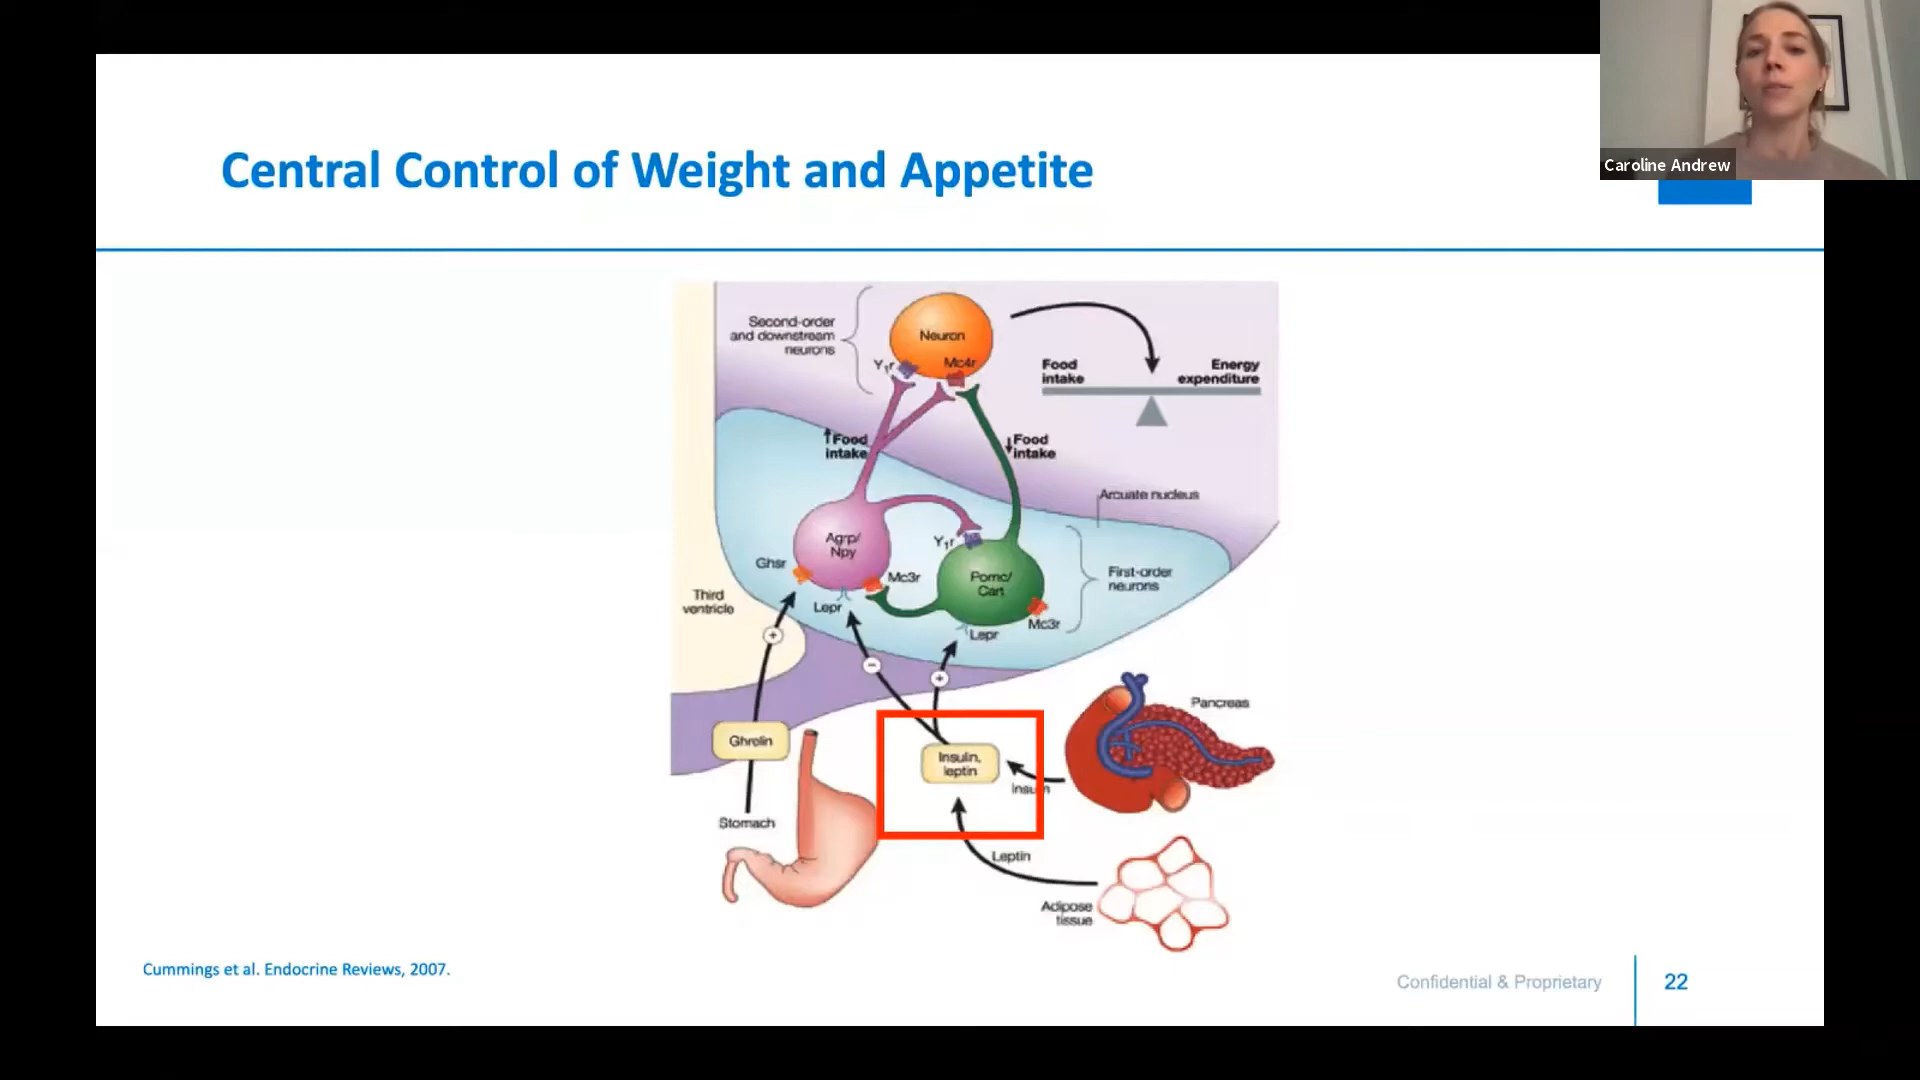 Caroline Andrew
Central Control of Weight and Appetite
Second-order
and downstream
neurons
Neuron
Y1r
Mc4r
Food
intake
Energy
expenditure
↑Food
intake
↓Food
intake
Arcuate nucleus
Agrp/
Npy
Y1r
Ghsr
Mc3r
Pomc/
Cart
First-order
neurons
Third
ventricle
Lepr
Mc3r
Lepr
+
−
+
Pancreas
Ghrelin
Insulin,
leptin
Insulin
Stomach
Leptin
Adipose
tissue
Cummings et al. Endocrine Reviews, 2007.
Confidential & Proprietary
22